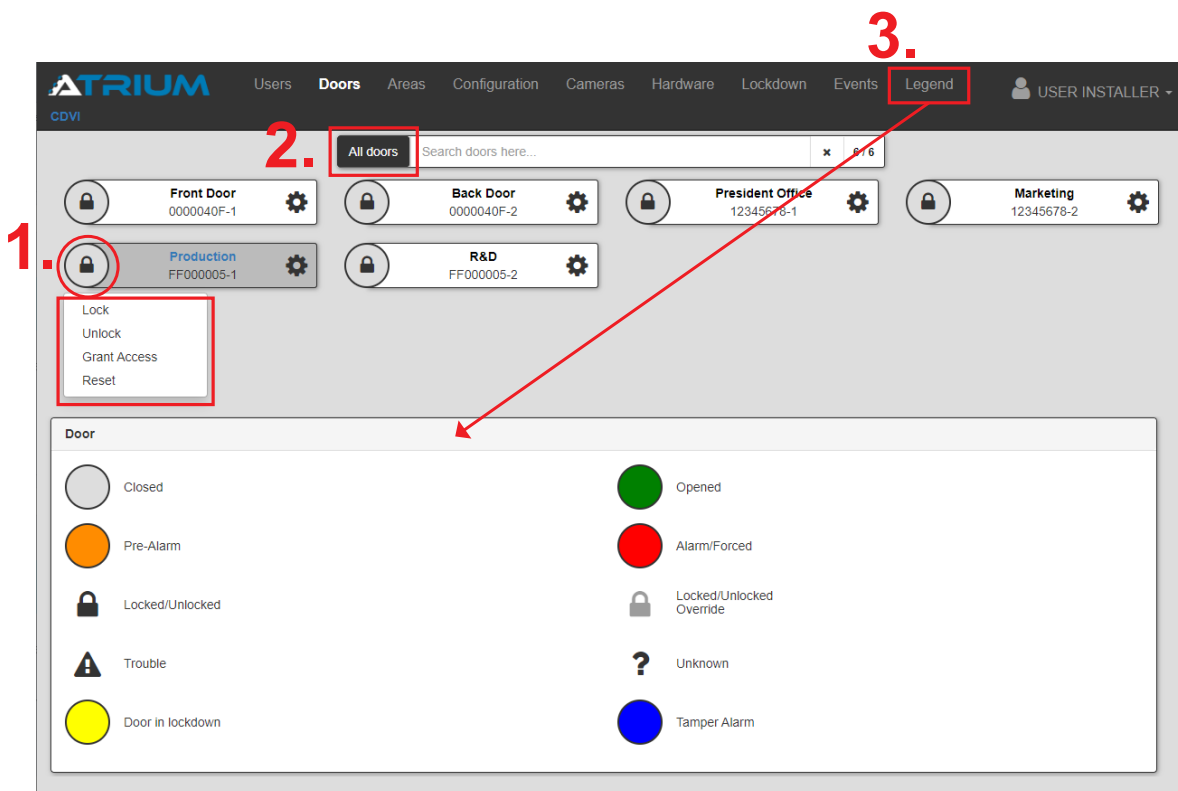 3.
ATRIUM
CDVI
Users Doors Areas Configuration Cameras Hardware Lockdown Events Legend USER INSTALLER
2.
All doors Search doors here... × 6 / 6
Front Door
0000040F-1
Back Door
0000040F-2
President Office
12345678-1
Marketing
12345678-2
1.
Production
FF000005-1
R&D
FF000005-2
Lock
Unlock
Grant Access
Reset
Door
Closed
Opened
Pre-Alarm
Alarm/Forced
Locked/Unlocked
Locked/Unlocked
Override
Trouble
? Unknown
Door in lockdown
Tamper Alarm